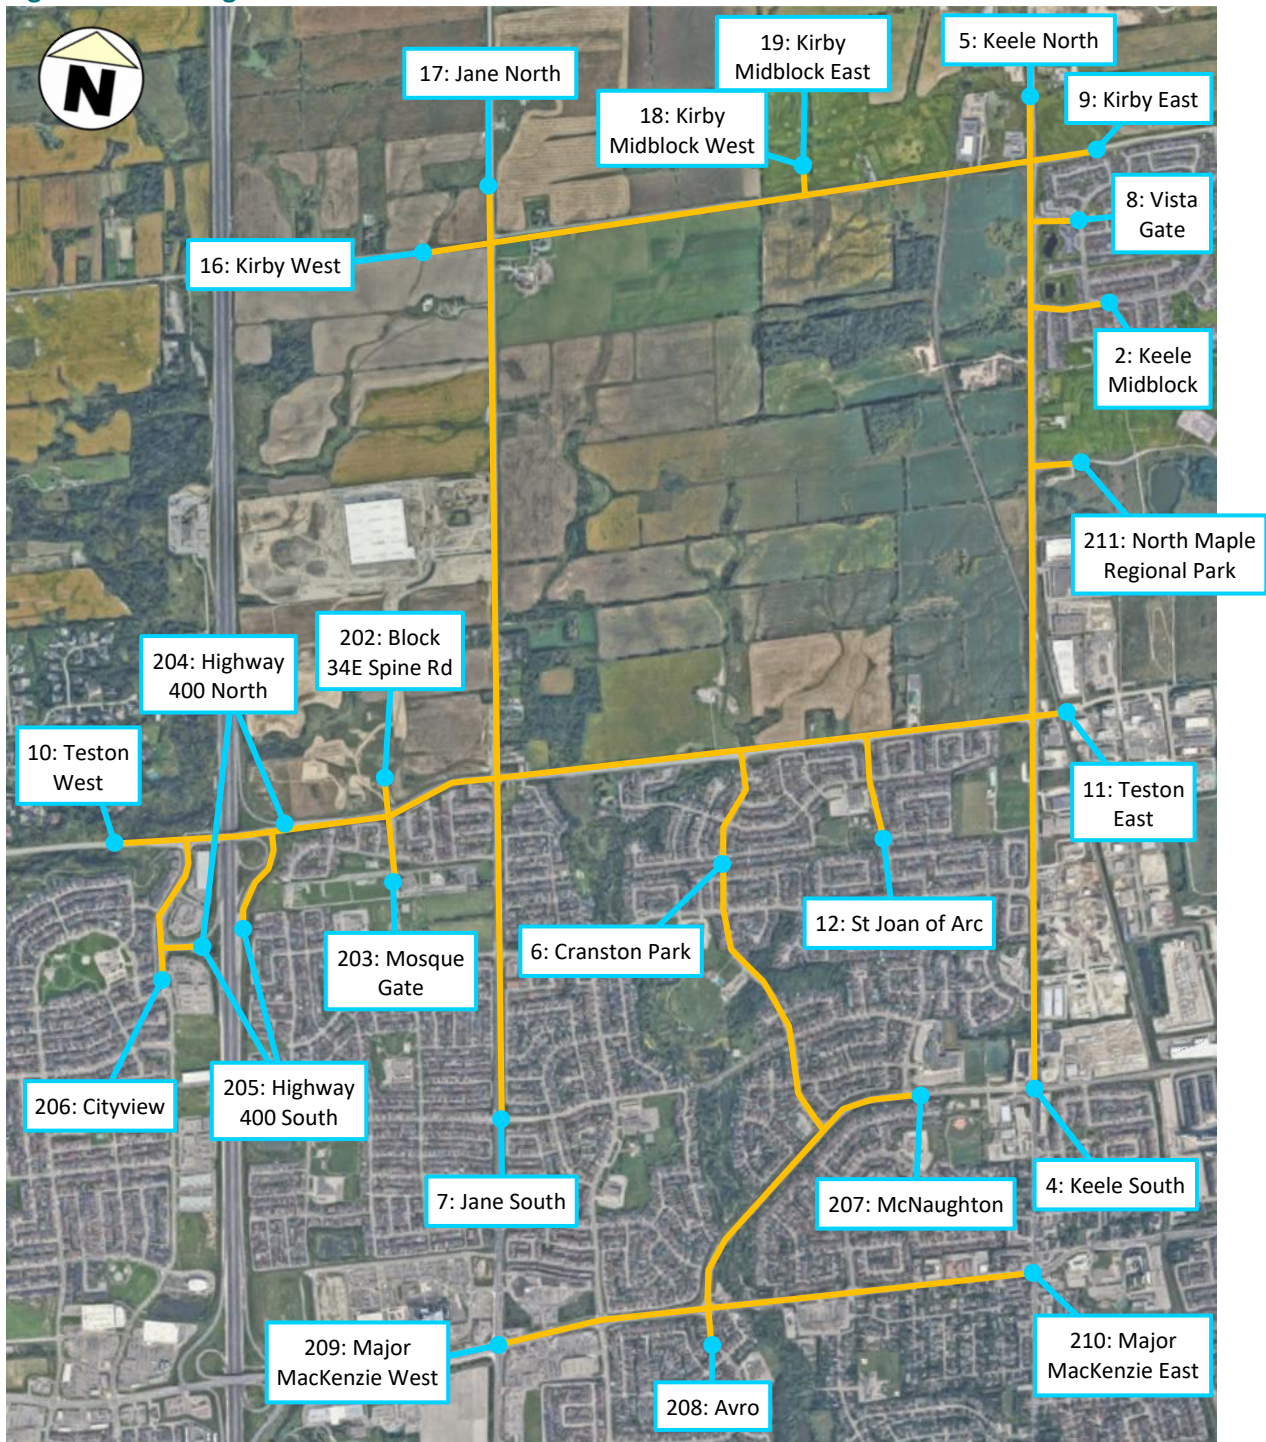 N
17: Jane North
19: Kirby
Midblock East
5: Keele North
18: Kirby
Midblock West
9: Kirby East
8: Vista
Gate
16: Kirby West
2: Keele
Midblock
211: North Maple
Regional Park
202: Block
34E Spine Rd
204: Highway
400 North
10: Teston
West
11: Teston
East
12: St Joan of Arc
6: Cranston Park
203: Mosque
Gate
206: Cityview
205: Highway
400 South
7: Jane South
207: McNaughton
4: Keele South
209: Major
MacKenzie West
210: Major
MacKenzie East
208: Avro